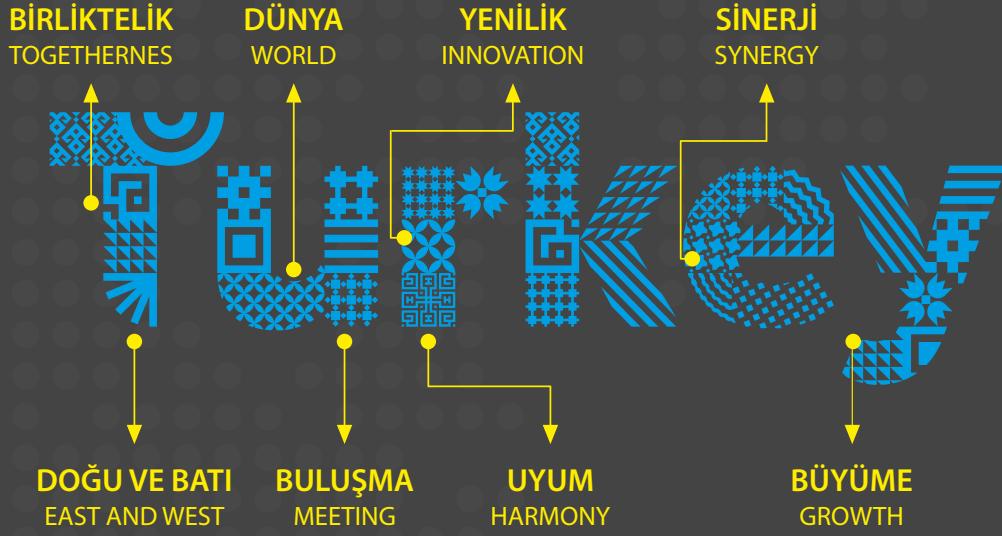 BİRLİKTELİK
TOGETHERNES
DÜNYA
WORLD
YENİLİK
INNOVATION
SİNERJİ
SYNERGY
Turkey
DOĞU VE BATI
EAST AND WEST
BULUŞMA
MEETING
UYUM
HARMONY
BÜYÜME
GROWTH